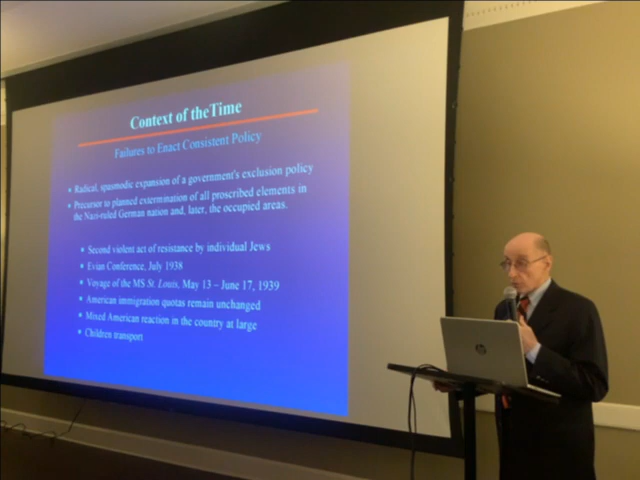 Context of theTime
Failures to Enact Consistent Policy
• Radical, spasmodic expansion of a government's exclusion policy
• Precursor to planned extermination of all proscribed elements in
the Nazi-ruled German nation and, later, the occupied areas.
• Second violent act of resistance by individual Jews
• Evian Conference, July 1938
• Voyage of the MS St. Louis, May 13 – June 17, 1939
• American immigration quotas remain unchanged
• Mixed American reaction in the country at large
• Children transport
hp